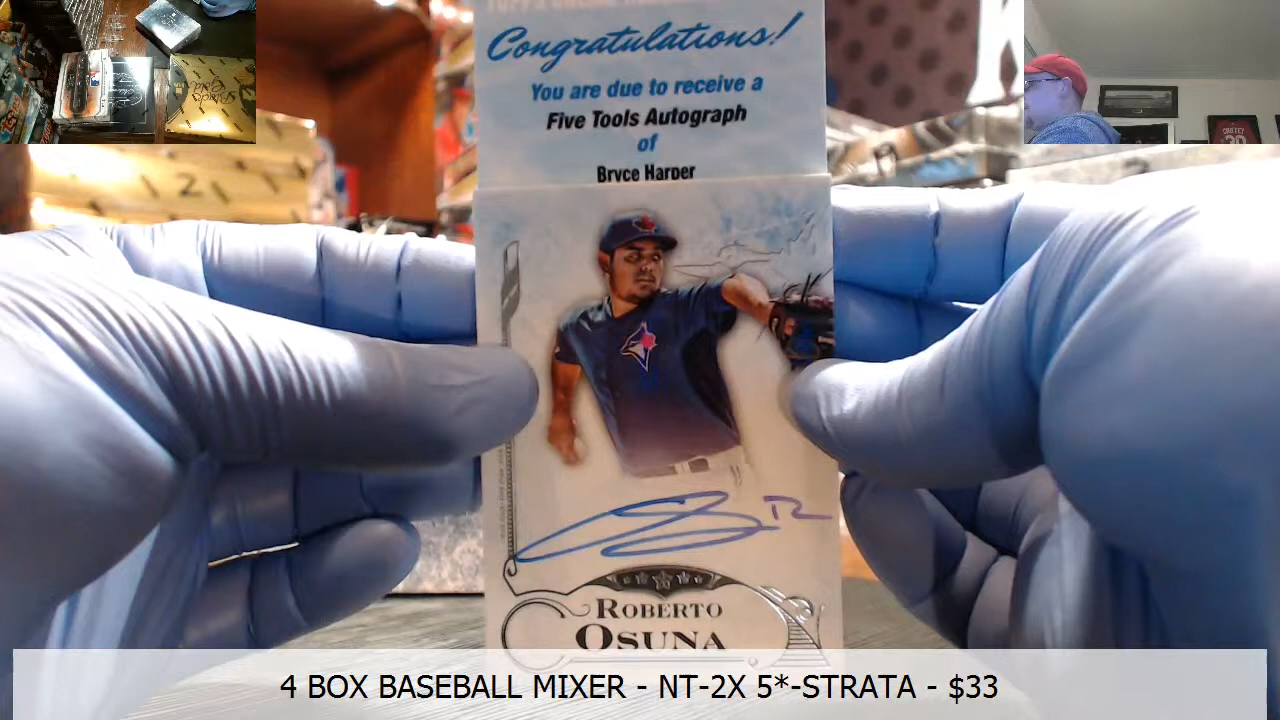 Congratulations!
You are due to receive a
Five Tools Autograph
of
Bryce Harper
12
ROBERTO
OSUNA
4 BOX BASEBALL MIXER - NT-2X 5*-STRATA - $33